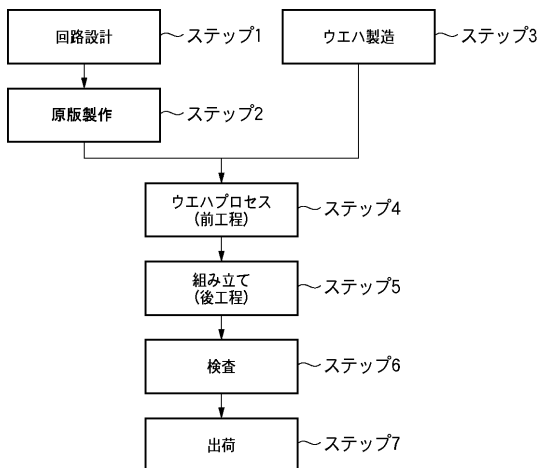 回路設計
ステップ1
ウエハ製造
ステップ3
原版製作
ステップ2
ウエハプロセス
(前工程)
ステップ4
組み立て
(後工程)
ステップ5
検査
ステップ6
出荷
ステップ7